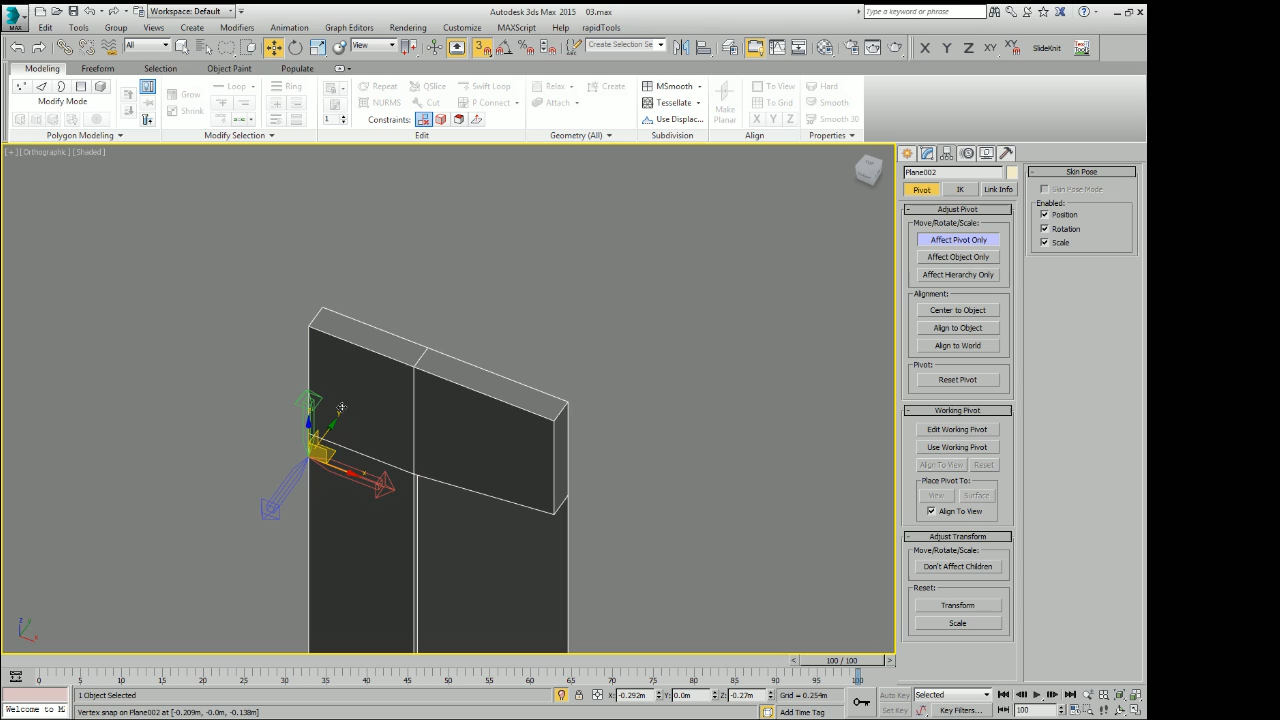 Workspace: Default
Autodesk 3ds Max 2015    03.max
Type a keyword or phrase
MAX
Edit Tools Group Views Create Modifiers Animation Graph Editors Rendering Customize MAXScript Help rapidTools
All View 3 Create Selection Se X Y Z XY XY SlideKnit
Modeling Freeform Selection Object Paint Populate
Modify Mode Grow Shrink Loop Ring Repeat QSlice Swift Loop Relax Create MSmooth To View Hard
NURMS Cut P Connect Attach Tessellate Make Planar To Grid Smooth
1 Constraints: Use Displac... X Y Z Smooth 30
Polygon Modeling Modify Selection Edit Geometry (All) Subdivision Align Properties
[+] [Orthographic] [Shaded]
TOP
Plane002
Pivot IK Link Info
Adjust Pivot
Move/Rotate/Scale:
Affect Pivot Only
Affect Object Only
Affect Hierarchy Only
Alignment:
Center to Object
Align to Object
Align to World
Pivot:
Reset Pivot
Working Pivot
Edit Working Pivot
Use Working Pivot
Align To View Reset
Place Pivot To:
View Surface
Align To View
Adjust Transform
Move/Rotate/Scale:
Don't Affect Children
Reset:
Transform
Scale
Skin Pose
Skin Pose Mode
Enabled:
Position
Rotation
Scale
x
y
z y x
< 100 / 100 >
0 5 10 15 20 25 30 35 40 45 50 55 60 65 70 75 80 85 90 95 100
1 Object Selected X: -0.292m Y: 0.0m Z: -0.27m Grid = 0.254m Auto Key Selected
Welcome to M Vertex snap on Plane002 at [-0.209m, -0.0m, -0.138m] Add Time Tag Set Key Key Filters... 100